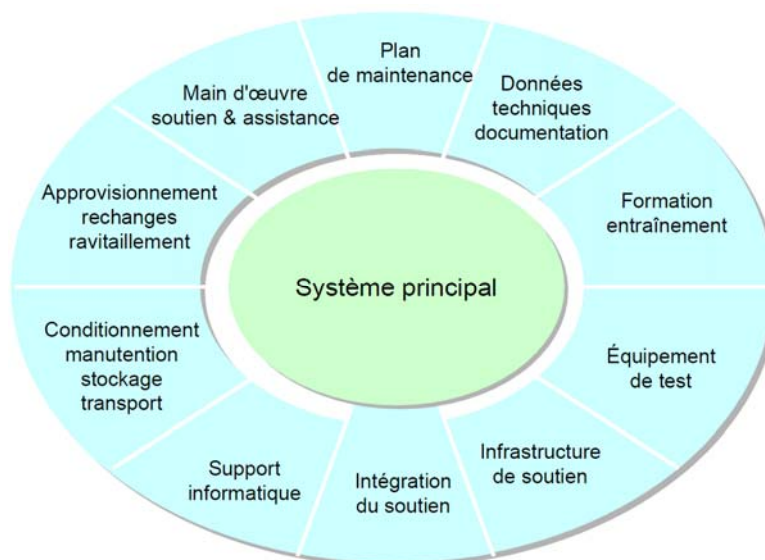 Plan
de maintenance
Données
techniques
documentation
Formation
entraînement
Équipement
de test
Infrastructure
de soutien
Intégration
du soutien
Support
informatique
Conditionnement
manutention
stockage
transport
Approvisionnement
rechanges
ravitaillement
Main d'œuvre
soutien & assistance
Système principal